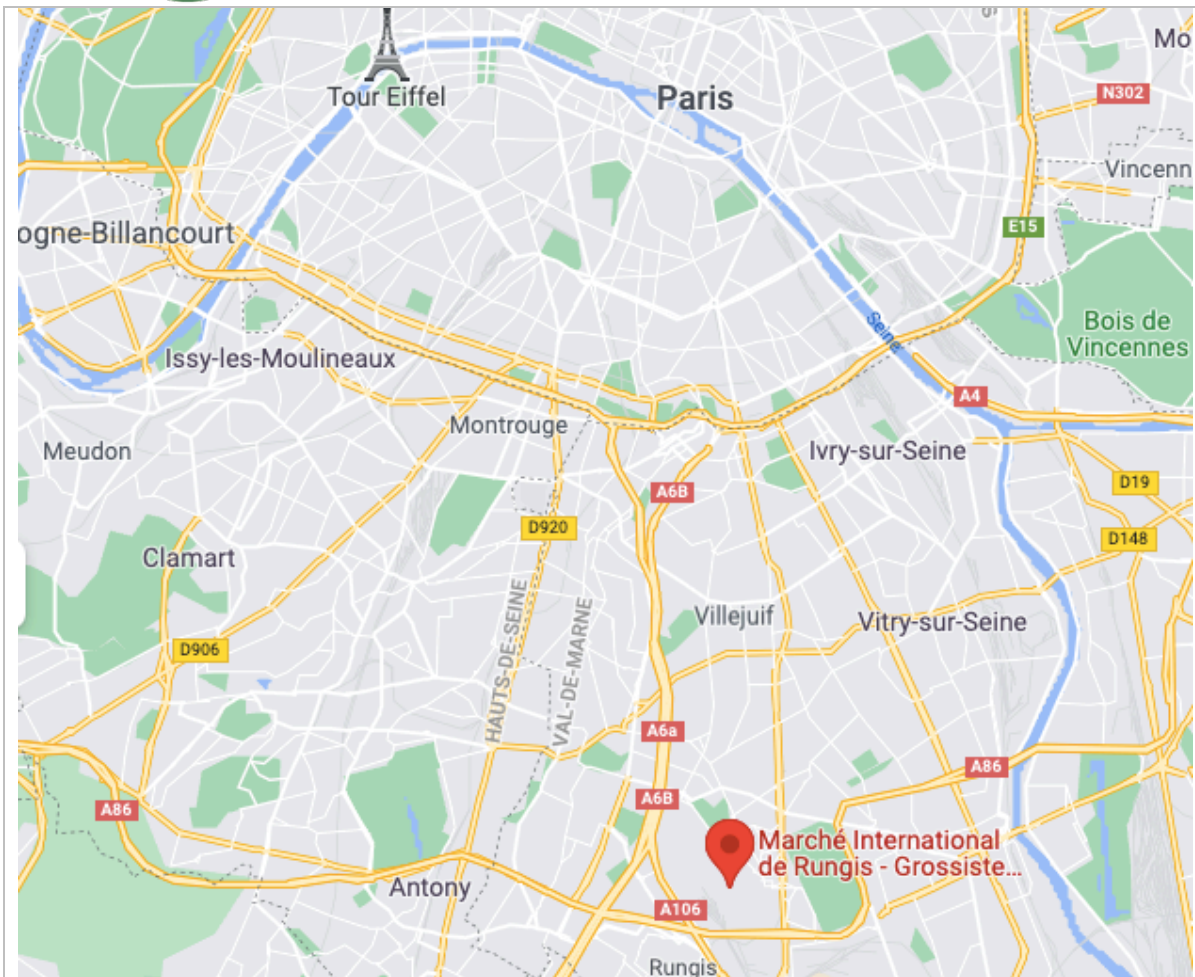 Mo
Tour Eiffel
Paris
N302
Vincenn
ogne-Billancourt
E15
Seine
Bois de
Vincennes
Issy-les-Moulineaux
A4
Montrouge
Meudon
Ivry-sur-Seine
A6B
D19
D920
D148
Clamart
HAUTS-DE-SEINE
VAL-DE-MARNE
Villejuif
Vitry-sur-Seine
D906
A6a
A86
A6B
A86
Marché International
de Rungis - Grossiste...
Antony
A106
Rungis